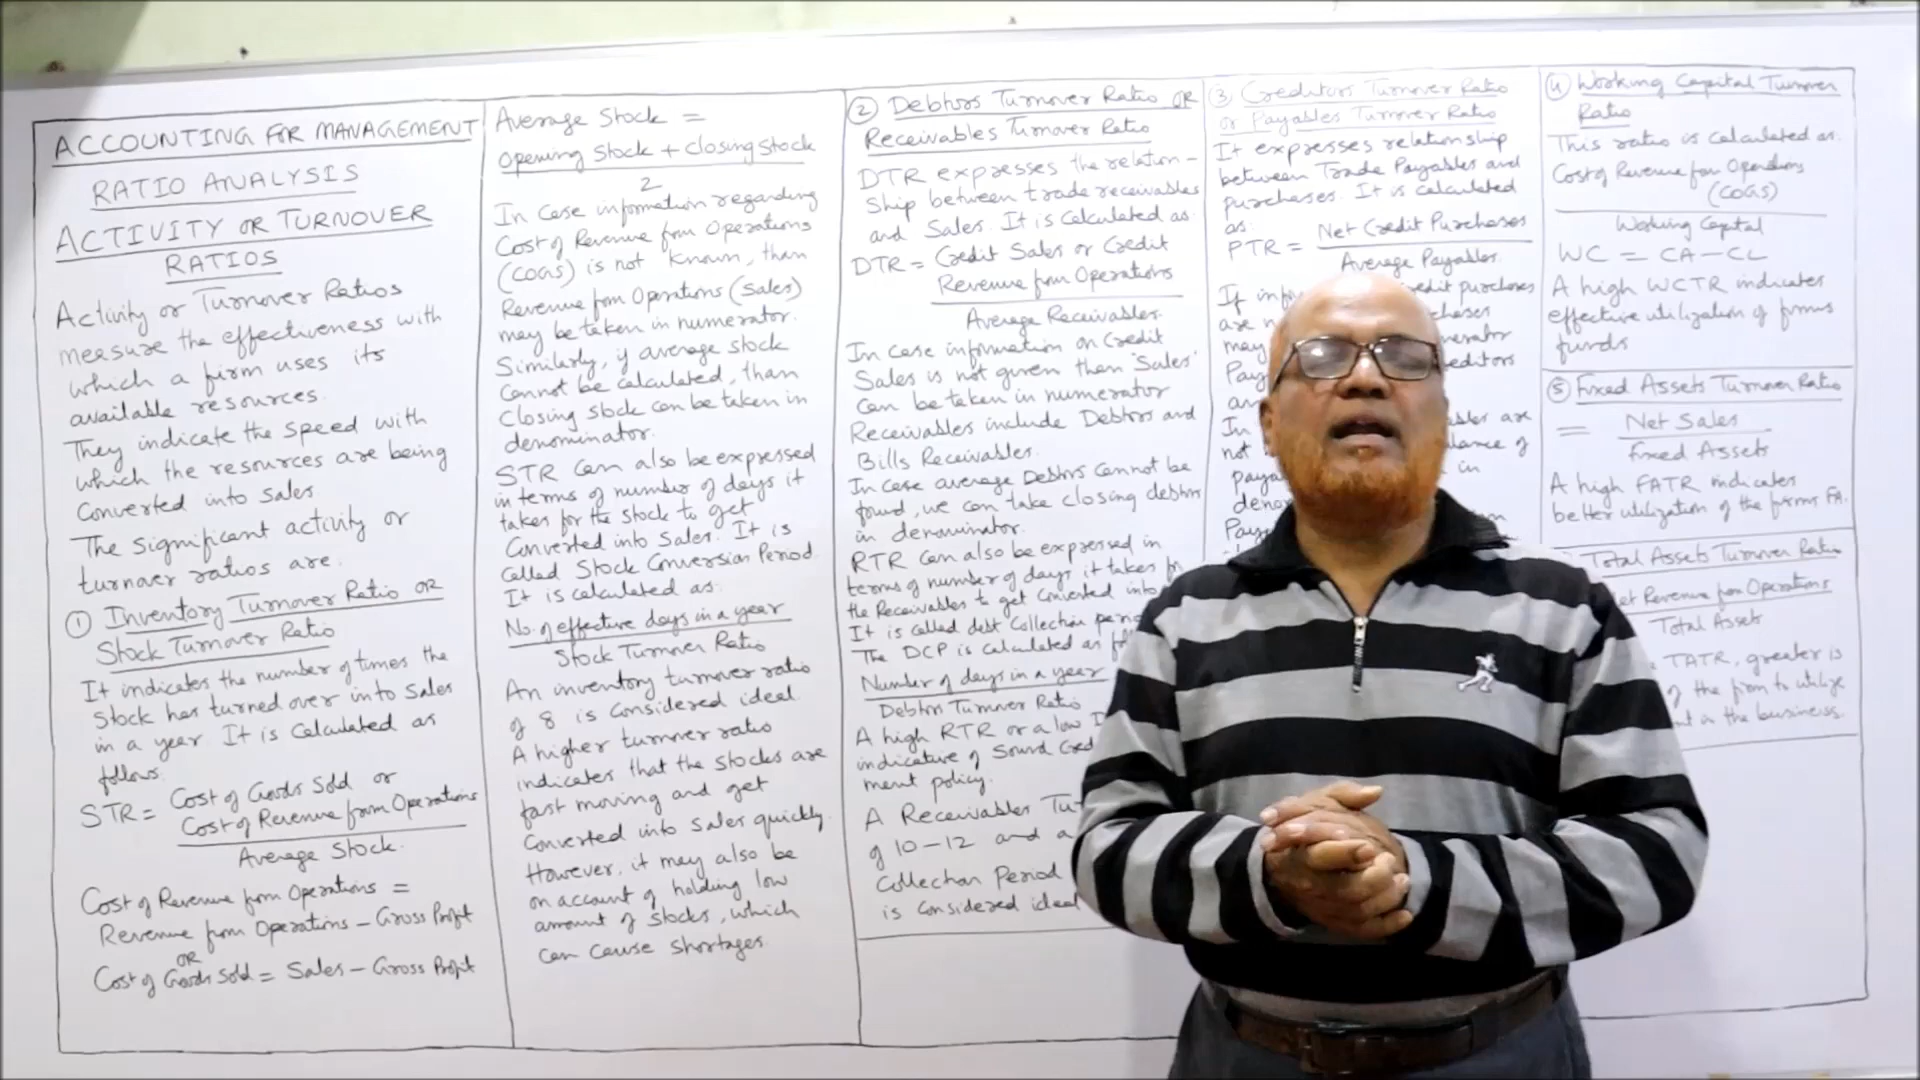 ACCOUNTING FOR MANAGEMENT
RATIO ANALYSIS
ACTIVITY OR TURNOVER
RATIOS
Activity or Turnover Ratios
measure the effectiveness with
which a firm uses its
available resources.
They indicate the speed with
which the resources are being
Converted into Sales
The significant activity or
turnover ratios are.
① Inventory Turnover Ratio OR
Stock Turnover Ratio
It indicates the number of times the
Stock has turned over into Sales
in a year. It is Calculated as
follows.
STR = Cost of Goods Sold or
Cost of Revenue from Operations
Average Stock.
Cost of Revenue from Operations =
Revenue from Operations - Gross Profit
OR
Cost of Goods Sold = Sales - Gross Profit
Average Stock =
Opening Stock + closing stock
2
In Case information regarding
Cost of Revenue from Operations
(COGS) is not known, than
Revenue from Operations (Sales)
may be taken in numerator.
Similarly, if average stock
Cannot be calculated, than
Closing stock can be taken in
denominator.
STR can also be expressed
in terms of number of days it
takes for the stock to get
Converted into Sales. It is
Called Stock Conversion Period
It is calculated as.
No. of effective days in a year
Stock Turnover Ratio
An inventory turnover ratio
of 8 is Considered ideal
A higher turnover ratio
indicates that the stocks are
fast moving and get
Converted into sales quickly.
However, it may also be
on account of holding low
amount of stocks, which
can cause shortages.
② Debtors Turnover Ratio OR
Receivables Turnover Ratio
DTR expresses the relation-
ship between trade receivables
and Sales. It is Calculated as.
DTR = Credit Sales or Credit
Revenue from Operations
Average Receivables.
In Case information on Credit
Sales is not given then 'Sales'
Can be taken in numerator
Receivables include Debtors and
Bills Receivables.
In Case average Debtors Cannot be
found, we can take closing debtors
in denominator.
RTR can also be expressed in
terms of number of days it takes for
the Receivables to get Converted into
It is called debt Collection
The DCP is calculated as
Number of days in a year
Debtors Turnover Ratio
A high RTR or a low
indicative of Sound
ment policy.
A Receivables
of 10-12 and a
Collection Period
is Considered ideal
③ Creditors Turnover Ratio
or Payables Turnover Ratio
It expresses relationship
between Trade Payables and
purchases. It is calculated
as.
PTR = Net Credit Purchases
Average Payables.
If credit purchases
are
may
In are
not of
in
④ Working Capital Turnover
Ratio
This ratio is Calculated as.
Cost of Revenue from Operations
(COGS)
Working Capital
WC = CA - CL
A high WCTR indicates
effective utilization of firms
funds
⑤ Fixed Assets Turnover Ratio
= Net Sales
Fixed Assets
A high FATR indicates
better utilization of the firms FA.
Total Assets Turnover Ratio
Revenue from Operations
Total Assets
TATR, greater is
of the firm to utilize
in the business.